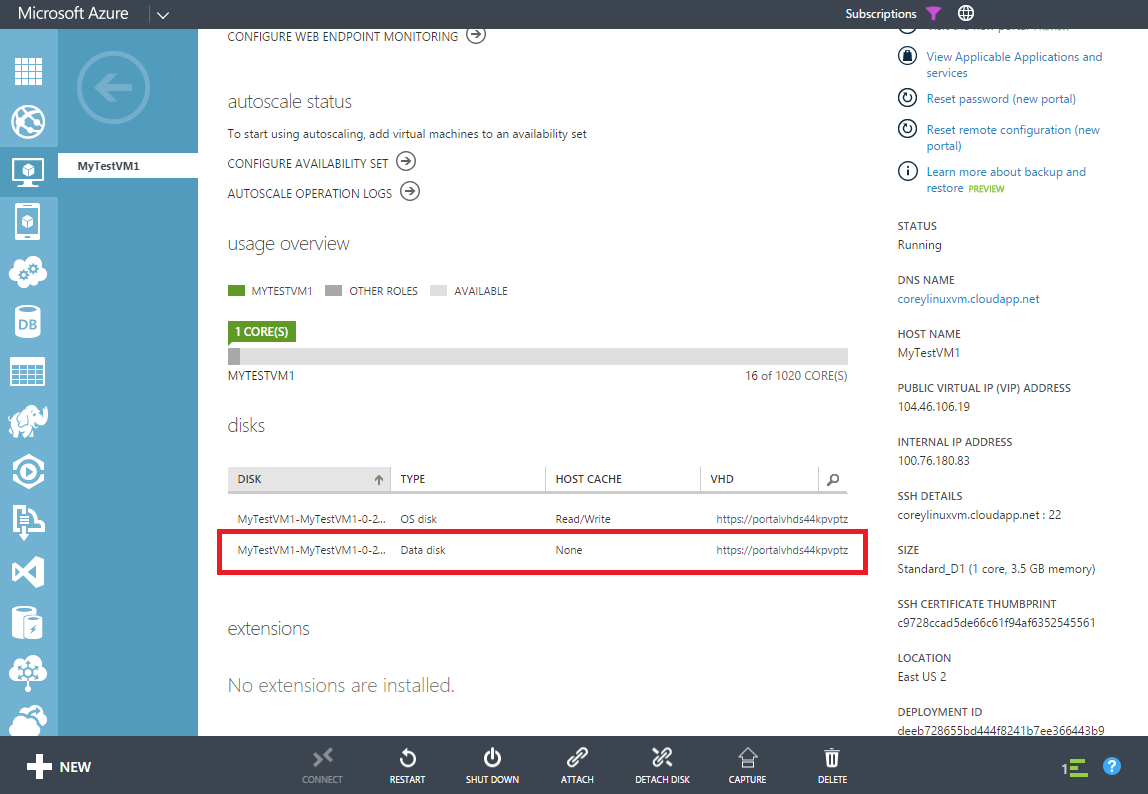 Microsoft Azure
Subscriptions
MyTestVM1
CONFIGURE WEB ENDPOINT MONITORING
autoscale status
To start using autoscaling, add virtual machines to an availability set
CONFIGURE AVAILABILITY SET
AUTOSCALE OPERATION LOGS
usage overview
MYTESTVM1 OTHER ROLES AVAILABLE
1 CORE(S)
MYTESTVM1 16 of 1020 CORE(S)
disks
DISK TYPE HOST CACHE VHD
MyTestVM1-MyTestVM1-0-2... OS disk Read/Write https://portalvhds44kpvptz
MyTestVM1-MyTestVM1-0-2... Data disk None https://portalvhds44kpvptz
extensions
No extensions are installed.
View Applicable Applications and
services
Reset password (new portal)
Reset remote configuration (new
portal)
Learn more about backup and
restore PREVIEW
STATUS
Running
DNS NAME
coreylinuxvm.cloudapp.net
HOST NAME
MyTestVM1
PUBLIC VIRTUAL IP (VIP) ADDRESS
104.46.106.19
INTERNAL IP ADDRESS
100.76.180.83
SSH DETAILS
coreylinuxvm.cloudapp.net : 22
SIZE
Standard_D1 (1 core, 3.5 GB memory)
SSH CERTIFICATE THUMBPRINT
c9728ccad5de66c61f94af6352545561
LOCATION
East US 2
DEPLOYMENT ID
deeb728655bd444f8241b7ee366443b9
DB
NEW
CONNECT RESTART SHUT DOWN ATTACH DETACH DISK CAPTURE DELETE
1
?